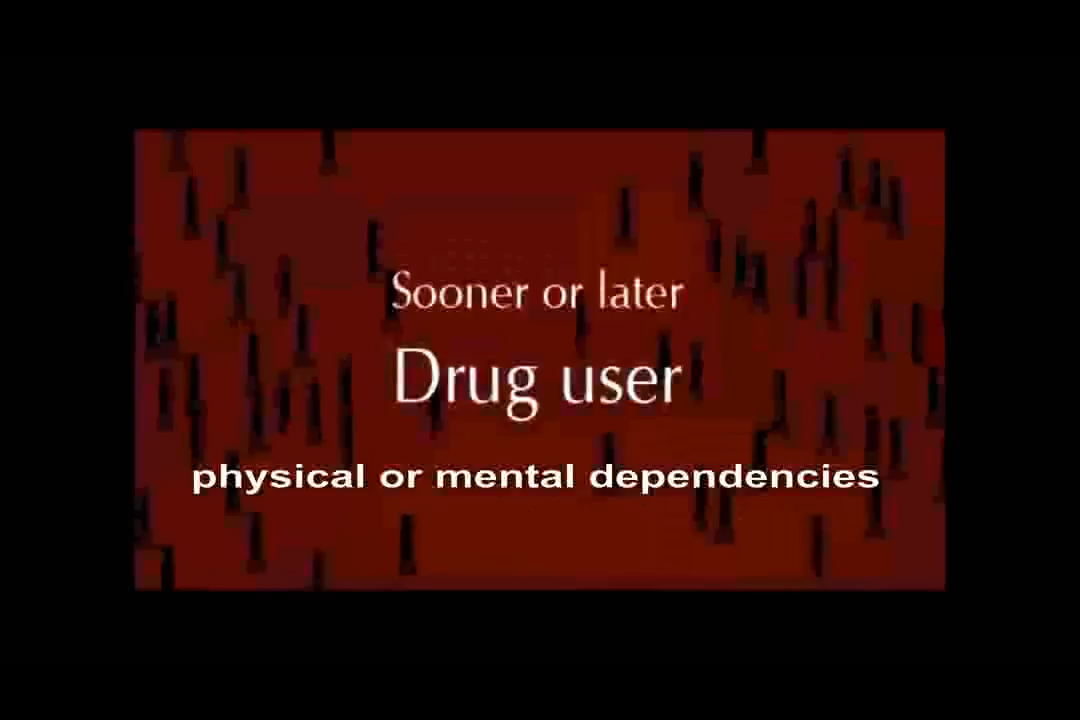 Sooner or later
Drug user
physical or mental dependencies